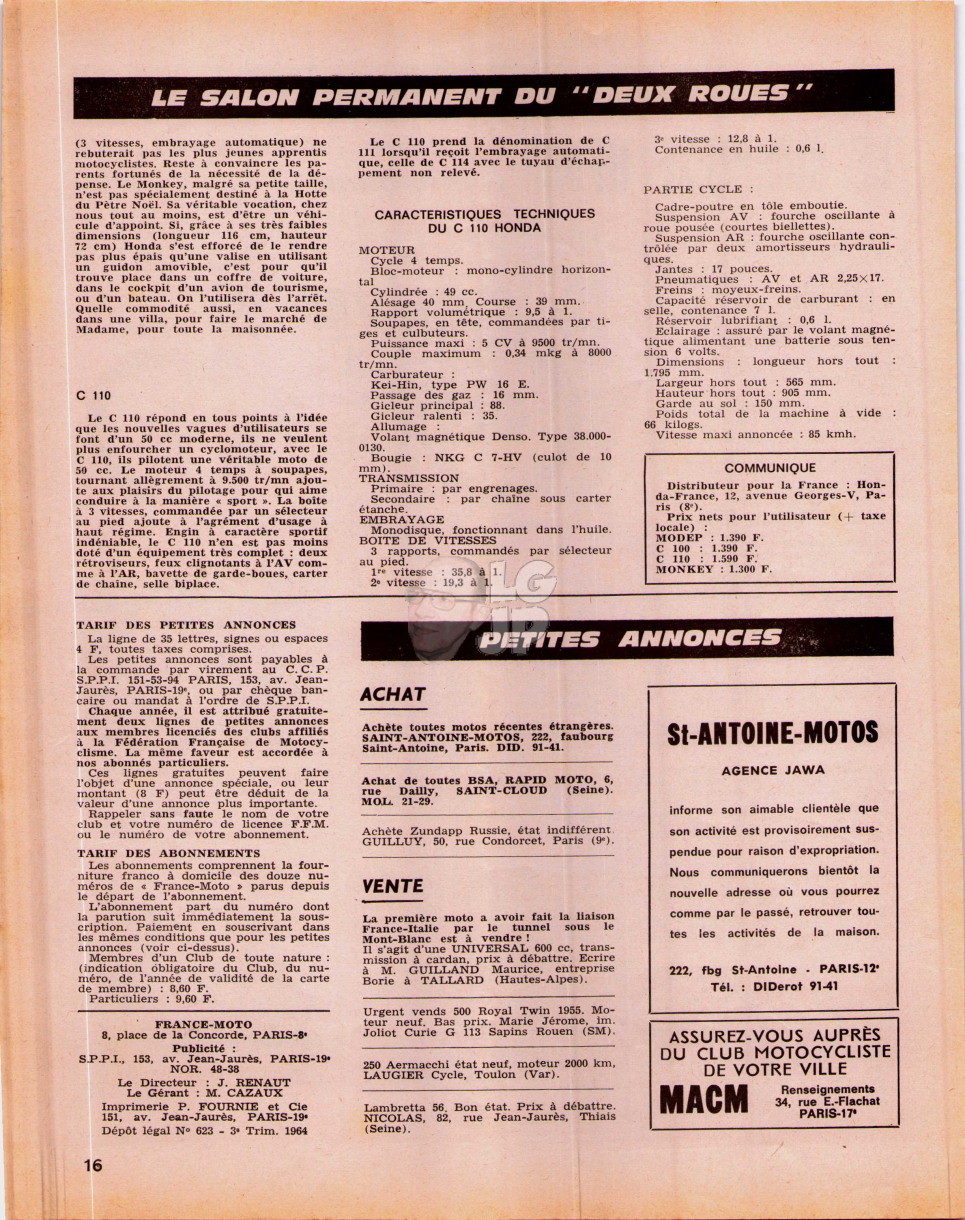 LE SALON PERMANENT DU "DEUX ROUES"
(3 vitesses, embrayage automatique) ne
rebuterait pas les plus jeunes apprentis
motocyclistes. Reste à convaincre les pa-
rents fortunés de la nécessité de la dé-
pense. Le Monkey, malgré sa petite taille,
n'est pas spécialement destiné à la Hotte
du Pètre Noël. Sa véritable vocation, chez
nous tout au moins, est d'être un véhi-
cule d'appoint. Si, grâce à ses très faibles
dimensions (longueur 116 cm, hauteur
72 cm) Honda s'est efforcé de le rendre
pas plus épais qu'une valise en utilisant
un guidon amovible, c'est pour qu'il
trouve place dans un coffre de voiture,
dans le cockpit d'un avion de tourisme,
ou d'un bateau. On l'utilisera dès l'arrêt.
Quelle commodité aussi, en vacances
dans une villa, pour faire le marché de
Madame, pour toute la maisonnée.
C 110
Le C 110 répond en tous points à l'idée
que les nouvelles vagues d'utilisateurs se
font d'un 50 cc moderne, ils ne veulent
plus enfourcher un cyclomoteur, avec le
C 110, ils pilotent une véritable moto de
50 cc. Le moteur 4 temps à soupapes,
tournant allègrement à 9.500 tr/mn ajou-
te aux plaisirs du pilotage pour qui aime
conduire à la manière « sport ». La boîte
à 3 vitesses, commandée par un sélecteur
au pied ajoute à l'agrément d'usage à
haut régime. Engin à caractère sportif
indéniable, le C 110 n'en est pas moins
doté d'un équipement très complet : deux
rétroviseurs, feux clignotants à l'AV com-
me à l'AR, bavette de garde-boues, carter
de chaîne, selle biplace.
Le C 110 prend la dénomination de C
111 lorsqu'il reçoit l'embrayage automati-
que, celle de C 114 avec le tuyau d'échap-
pement non relevé.
CARACTERISTIQUES TECHNIQUES
DU C 110 HONDA
MOTEUR
Cycle 4 temps.
Bloc-moteur : mono-cylindre horizon-
tal
Cylindrée : 49 cc.
Alésage 40 mm. Course : 39 mm.
Rapport volumétrique : 9,5 à 1.
Soupapes, en tête, commandées par ti-
ges et culbuteurs.
Puissance maxi : 5 CV à 9500 tr/mn.
Couple maximum : 0,34 mkg à 8000
tr/mn.
Carburateur :
Kei-Hin, type PW 16 E.
Passage des gaz : 16 mm.
Gicleur principal : 88.
Gicleur ralenti : 35.
Allumage :
Volant magnétique Denso. Type 38.000-
0130.
Bougie : NKG C 7-HV (culot de 10
mm).
TRANSMISSION
Primaire : par engrenages.
Secondaire : par chaîne sous carter
étanche.
EMBRAYAGE
Monodisque, fonctionnant dans l'huile.
BOITE DE VITESSES
3 rapports, commandés par sélecteur
au pied.
1re vitesse : 35,8 à 1.
2e vitesse : 19,3 à 1.
3e vitesse : 12,8 à 1.
Contenance en huile : 0,6 l.
PARTIE CYCLE :
Cadre-poutre en tôle emboutie.
Suspension AV : fourche oscillante à
roue pousée (courtes biellettes).
Suspension AR : fourche oscillante con-
trôlée par deux amortisseurs hydrauli-
ques.
Jantes : 17 pouces.
Pneumatiques : AV et AR 2,25×17.
Freins : moyeux-freins.
Capacité réservoir de carburant : en
selle, contenance 7 l.
Réservoir lubrifiant : 0,6 l.
Eclairage : assuré par le volant magné-
tique alimentant une batterie sous ten-
sion 6 volts.
Dimensions : longueur hors tout :
1.795 mm.
Largeur hors tout : 565 mm.
Hauteur hors tout : 905 mm.
Garde au sol : 150 mm.
Poids total de la machine à vide :
66 kilogs.
Vitesse maxi annoncée : 85 kmh.
COMMUNIQUE
Distributeur pour la France : Hon-
da-France, 12, avenue Georges-V, Pa-
ris (8e).
Prix nets pour l'utilisateur (+ taxe
locale) :
MODEP : 1.390 F.
C 100 : 1.390 F.
C 110 : 1.590 F.
MONKEY : 1.300 F.
LG
JP
TARIF DES PETITES ANNONCES
La ligne de 35 lettres, signes ou espaces
4 F, toutes taxes comprises.
Les petites annonces sont payables à
la commande par virement au C.C.P.
S.P.P.I. 151-53-94 PARIS, 153, av. Jean-
Jaurès, PARIS-19e, ou par chèque ban-
caire ou mandat à l'ordre de S.P.P.I.
Chaque année, il est attribué gratuite-
ment deux lignes de petites annonces
aux membres licenciés des clubs affiliés
à la Fédération Française de Motocy-
clisme. La même faveur est accordée à
nos abonnés particuliers.
Ces lignes gratuites peuvent faire
l'objet d'une annonce spéciale, ou leur
montant (8 F) peut être déduit de la
valeur d'une annonce plus importante.
Rappeler sans faute le nom de votre
club et votre numéro de licence F.F.M.
ou le numéro de votre abonnement.
TARIF DES ABONNEMENTS
Les abonnements comprennent la four-
niture franco à domicile des douze nu-
méros de « France-Moto » parus depuis
le départ de l'abonnement.
L'abonnement part du numéro dont
la parution suit immédiatement la sous-
cription. Paiement en souscrivant dans
les mêmes conditions que pour les petites
annonces (voir ci-dessus).
Membres d'un Club de toute nature :
(indication obligatoire du Club, du nu-
méro, de l'année de validité de la carte
de membre) : 8,60 F.
Particuliers : 9,60 F.
FRANCE-MOTO
8, place de la Concorde, PARIS-8e
Publicité :
S.P.P.I., 153, av. Jean-Jaurès, PARIS-19e
NOR. 48-38
Le Directeur : J. RENAUT
Le Gérant : M. CAZAUX
Imprimerie P. FOURNIE et Cie
151, av. Jean-Jaurès, PARIS-19e
Dépôt légal No 623 - 3e Trim. 1964
PETITES ANNONCES
ACHAT
Achète toutes motos récentes étrangères.
SAINT-ANTOINE-MOTOS, 222, faubourg
Saint-Antoine, Paris. DID. 91-41.
Achat de toutes BSA, RAPID MOTO, 6,
rue Dailly, SAINT-CLOUD (Seine).
MOL. 21-29.
Achète Zundapp Russie, état indifférent.
GUILLUY, 50, rue Condorcet, Paris (9e).
VENTE
La première moto a avoir fait la liaison
France-Italie par le tunnel sous le
Mont-Blanc est à vendre !
Il s'agit d'une UNIVERSAL 600 cc, trans-
mission à cardan, prix à débattre. Ecrire
à M. GUILLAND Maurice, entreprise
Borie à TALLARD (Hautes-Alpes).
Urgent vends 500 Royal Twin 1955. Mo-
teur neuf. Bas prix. Marie Jérome, im.
Joliot Curie G 113 Sapins Rouen (SM).
250 Aermacchi état neuf, moteur 2000 km,
LAUGIER Cycle, Toulon (Var).
Lambretta 56. Bon état. Prix à débattre.
NICOLAS, 82, rue Jean-Jaurès, Thiais
(Seine).
St-ANTOINE-MOTOS
AGENCE JAWA
informe son aimable clientèle que
son activité est provisoirement sus-
pendue pour raison d'expropriation.
Nous communiquerons bientôt la
nouvelle adresse où vous pourrez
comme par le passé, retrouver tou-
tes les activités de la maison.
222, fbg St-Antoine - PARIS-12e
Tél. : DIDerot 91-41
ASSUREZ-VOUS AUPRÈS
DU CLUB MOTOCYCLISTE
DE VOTRE VILLE
MACM
Renseignements
34, rue E.-Flachat
PARIS-17e
16